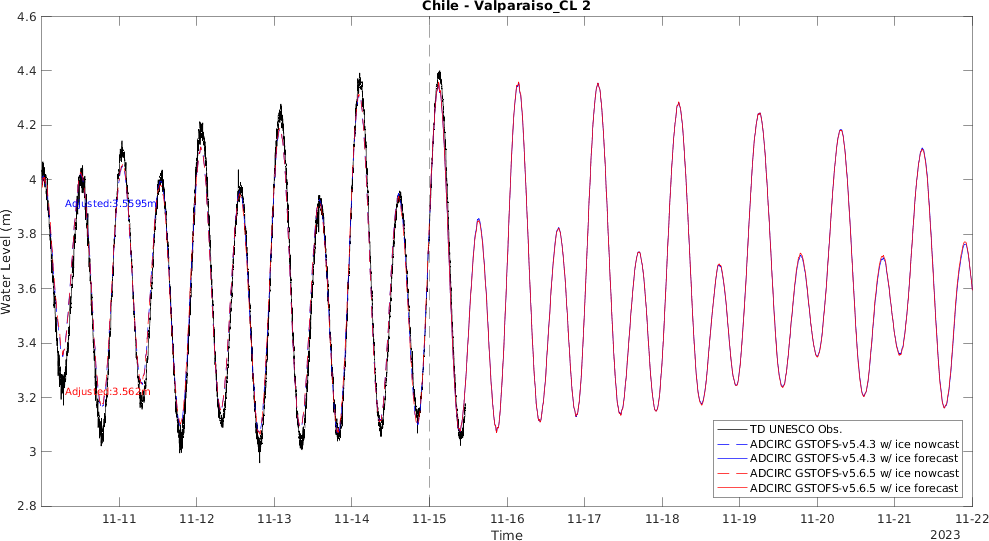 Chile - Valparaiso_CL 2
4.6
4.4
4.2
4
3.8
3.6
3.4
3.2
3
2.8
Water Level (m)
Adjusted:3.5595m
Adjusted:3.562m
TD UNESCO Obs.
ADCIRC GSTOFS-v5.4.3 w/ ice nowcast
ADCIRC GSTOFS-v5.4.3 w/ ice forecast
ADCIRC GSTOFS-v5.6.5 w/ ice nowcast
ADCIRC GSTOFS-v5.6.5 w/ ice forecast
11-11 11-12 11-13 11-14 11-15 11-16 11-17 11-18 11-19 11-20 11-21 11-22
Time
2023